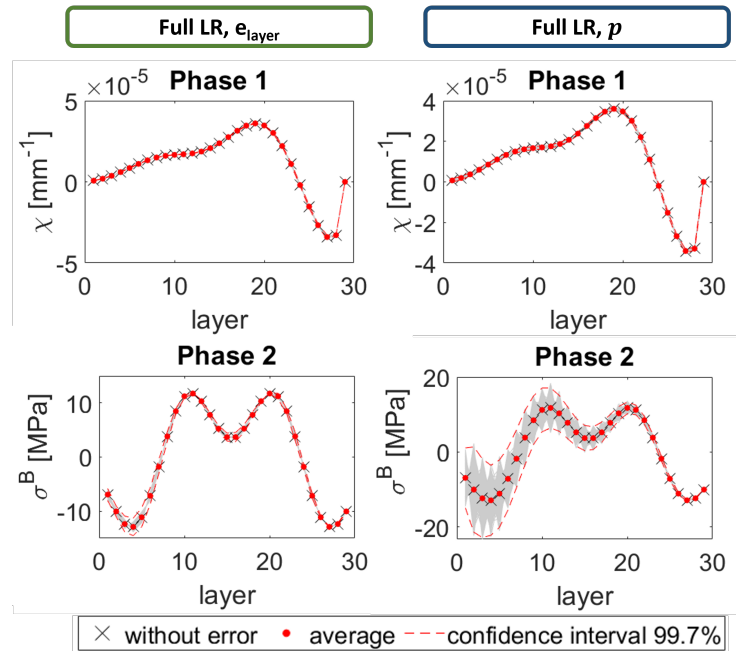 Full LR, e_layer
Full LR, p
×10⁻⁵
Phase 1
5
0
-5
χ [mm⁻¹]
0 10 20 30
layer
×10⁻⁵
Phase 1
4
2
0
-2
-4
χ [mm⁻¹]
0 10 20 30
layer
Phase 2
10
0
-10
σᴮ [MPa]
0 10 20 30
layer
Phase 2
20
0
-20
σᴮ [MPa]
0 10 20 30
layer
without error average confidence interval 99.7%